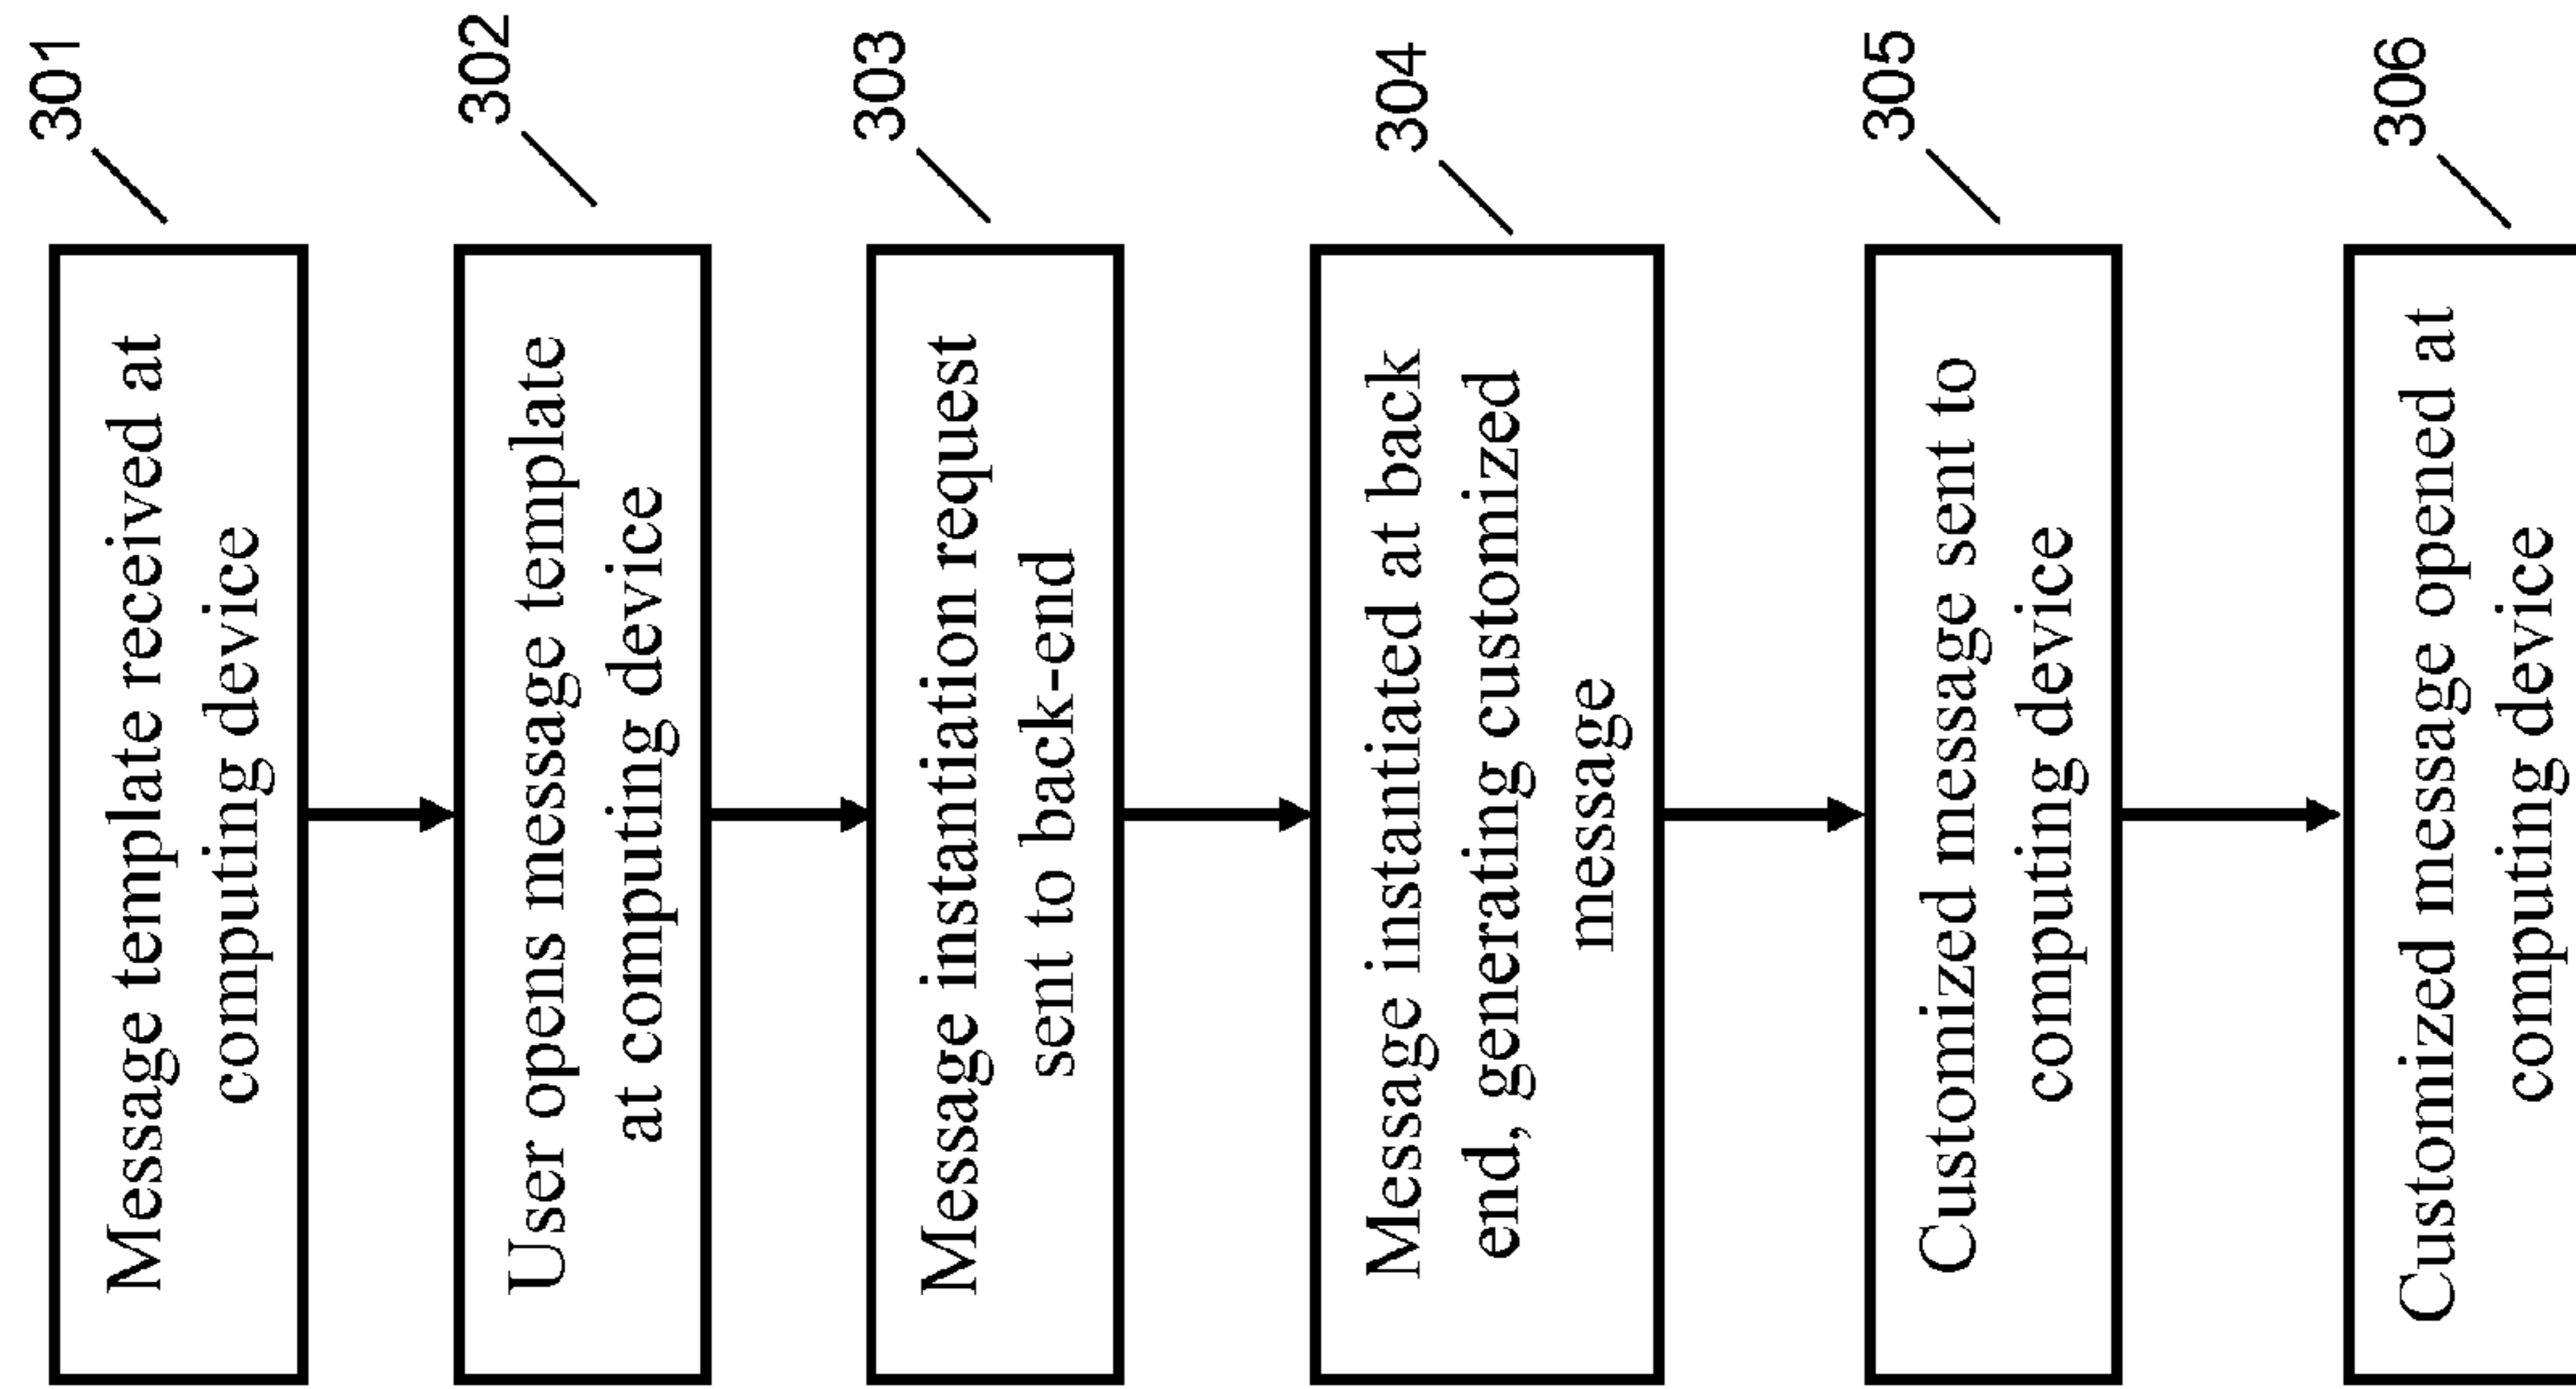 301
Message template received at
computing device
302
User opens message template
at computing device
303
Message instantiation request
sent to back-end
304
Message instantiated at back
end, generating customized
message
305
Customized message sent to
computing device
306
Customized message opened at
computing device